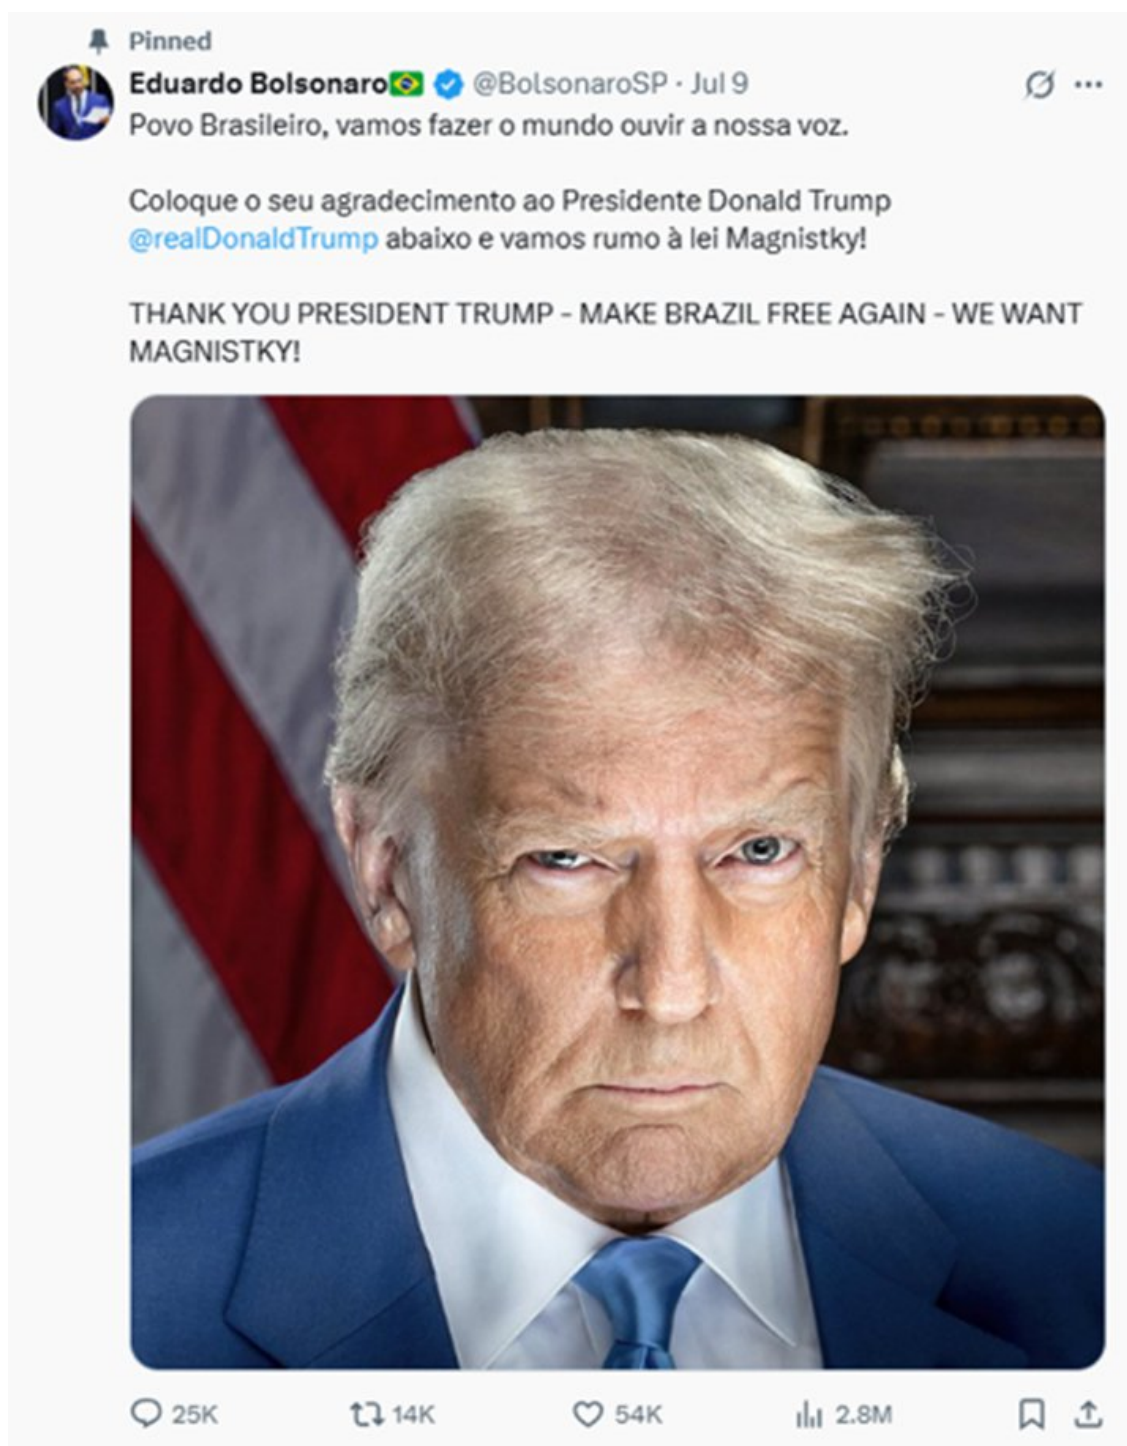 Pinned
Eduardo Bolsonaro🇧🇷 @BolsonaroSP · Jul 9
Povo Brasileiro, vamos fazer o mundo ouvir a nossa voz.
Coloque o seu agradecimento ao Presidente Donald Trump
@realDonaldTrump abaixo e vamos rumo à lei Magnistky!
THANK YOU PRESIDENT TRUMP - MAKE BRAZIL FREE AGAIN - WE WANT
MAGNISTKY!
25K 14K 54K 2.8M